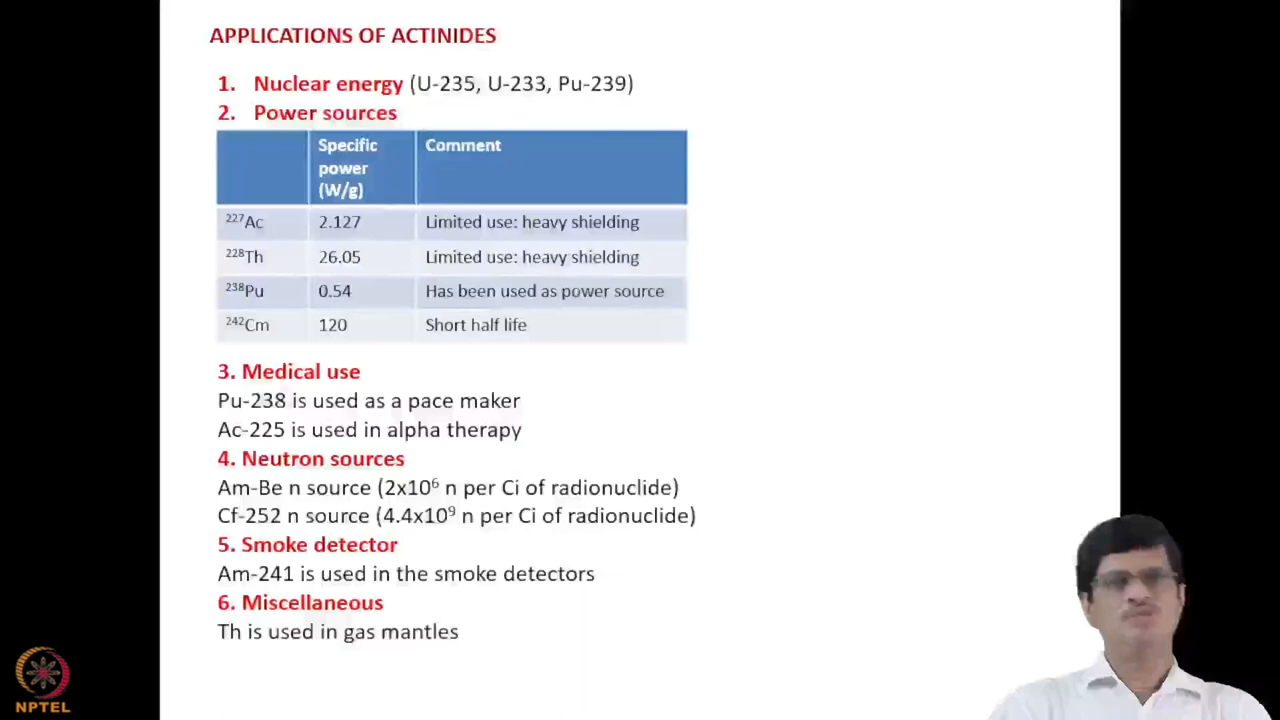 APPLICATIONS OF ACTINIDES
1. Nuclear energy (U-235, U-233, Pu-239)
2. Power sources
Specific power (W/g) Comment
²²⁷Ac 2.127 Limited use: heavy shielding
²²⁸Th 26.05 Limited use: heavy shielding
²³⁸Pu 0.54 Has been used as power source
²⁴²Cm 120 Short half life
3. Medical use
Pu-238 is used as a pace maker
Ac-225 is used in alpha therapy
4. Neutron sources
Am-Be n source (2x10⁶ n per Ci of radionuclide)
Cf-252 n source (4.4x10⁹ n per Ci of radionuclide)
5. Smoke detector
Am-241 is used in the smoke detectors
6. Miscellaneous
Th is used in gas mantles
NPTEL